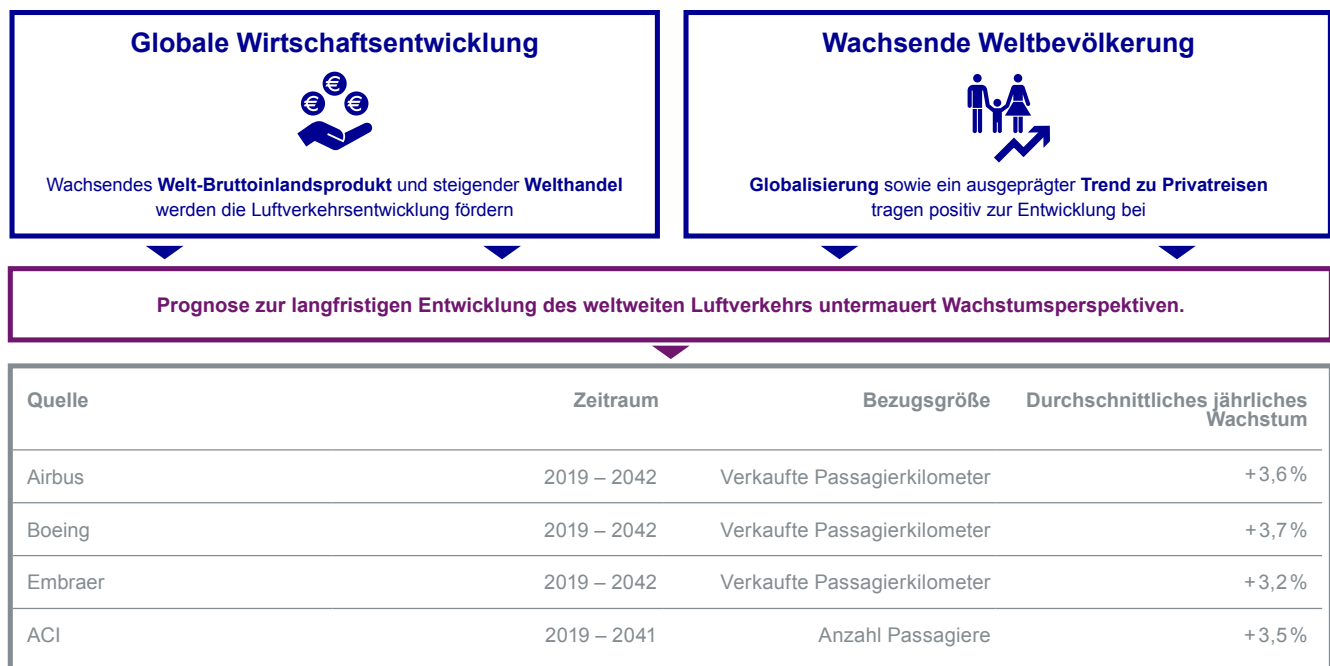 Globale Wirtschaftsentwicklung
€ € €
Wachsendes Welt-Bruttoinlandsprodukt und steigender Welthandel
werden die Luftverkehrsentwicklung fördern
Wachsende Weltbevölkerung
Globalisierung sowie ein ausgeprägter Trend zu Privatreisen
tragen positiv zur Entwicklung bei
Prognose zur langfristigen Entwicklung des weltweiten Luftverkehrs untermauert Wachstumsperspektiven.
Quelle Zeitraum Bezugsgröße Durchschnittliches jährliches
Wachstum
Airbus 2019 – 2042 Verkaufte Passagierkilometer +3,6 %
Boeing 2019 – 2042 Verkaufte Passagierkilometer +3,7 %
Embraer 2019 – 2042 Verkaufte Passagierkilometer +3,2 %
ACI 2019 – 2041 Anzahl Passagiere +3,5 %